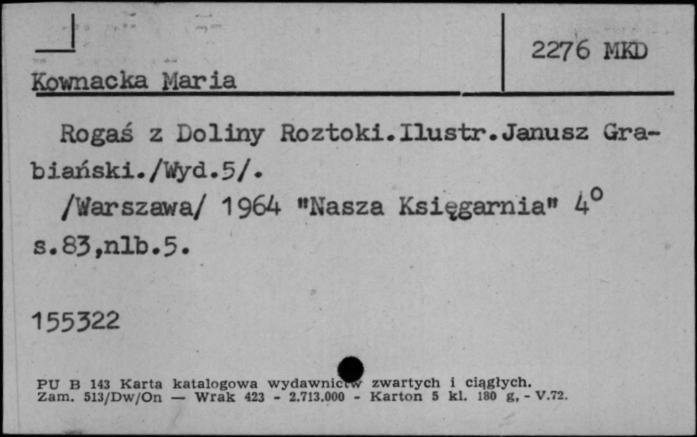 2276 MKD
Kownacka Maria
Rogaś z Doliny Roztoki.Ilustr.Janusz Gra-
biański./Wyd.5/.
/Warszawa/ 1964 "Nasza Księgarnia" 4°
s.83,nlb.5.
155322
PU B 143 Karta katalogowa wydawnictw zwartych i ciągłych.
Zam. 513/Dw/On — Wrak 423 - 2.713.000 - Karton 5 kl. 180 g, - V.72.